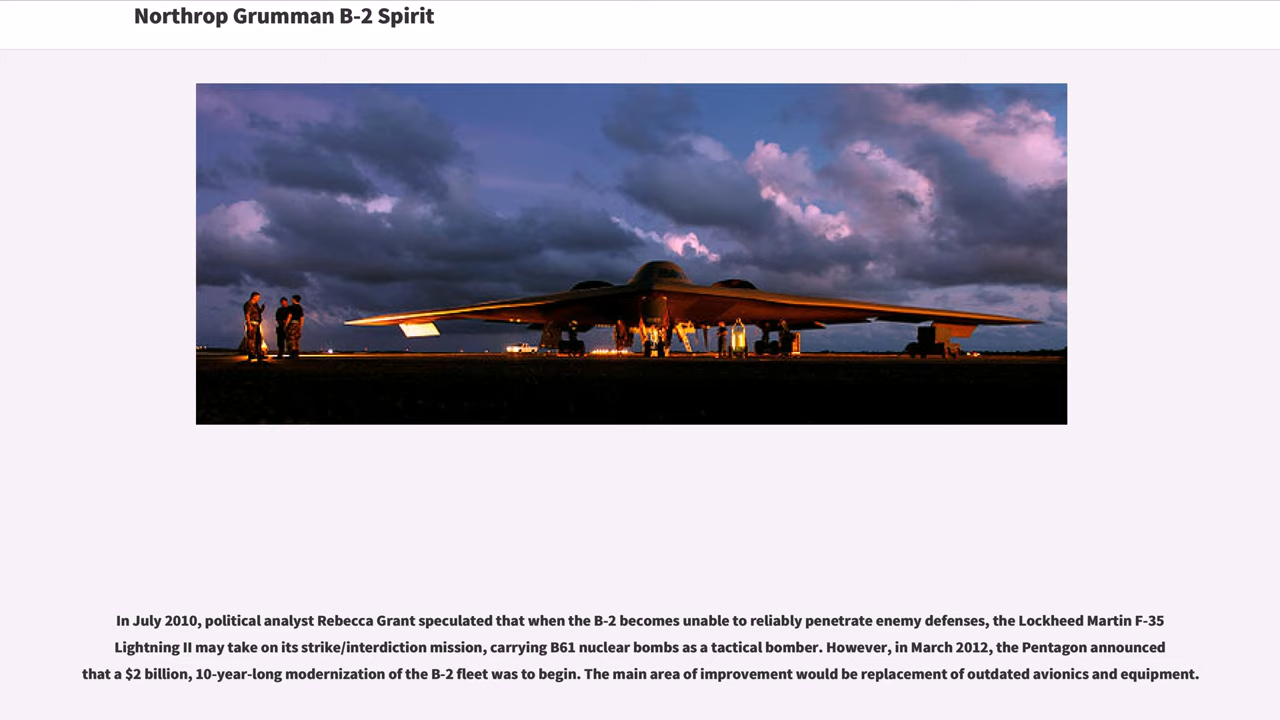 Northrop Grumman B-2 Spirit
In July 2010, political analyst Rebecca Grant speculated that when the B-2 becomes unable to reliably penetrate enemy defenses, the Lockheed Martin F-35
Lightning II may take on its strike/interdiction mission, carrying B61 nuclear bombs as a tactical bomber. However, in March 2012, the Pentagon announced
that a $2 billion, 10-year-long modernization of the B-2 fleet was to begin. The main area of improvement would be replacement of outdated avionics and equipment.